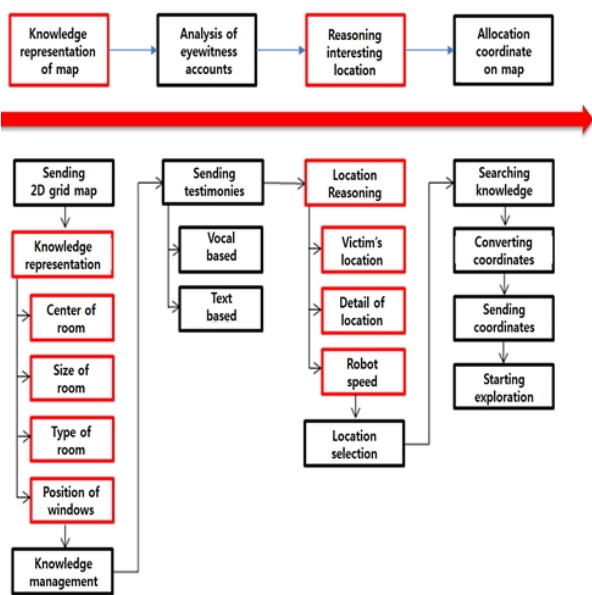 Knowledge
representation
of map
Analysis of
eyewitness
accounts
Reasoning
interesting
location
Allocation
coordinate
on map
Sending
2D grid map
Knowledge
representation
Center of
room
Size of
room
Type of
room
Position of
windows
Knowledge
management
Sending
testimonies
Vocal
based
Text
based
Location
Reasoning
Victim's
location
Detail of
location
Robot
speed
Location
selection
Searching
knowledge
Converting
coordinates
Sending
coordinates
Starting
exploration